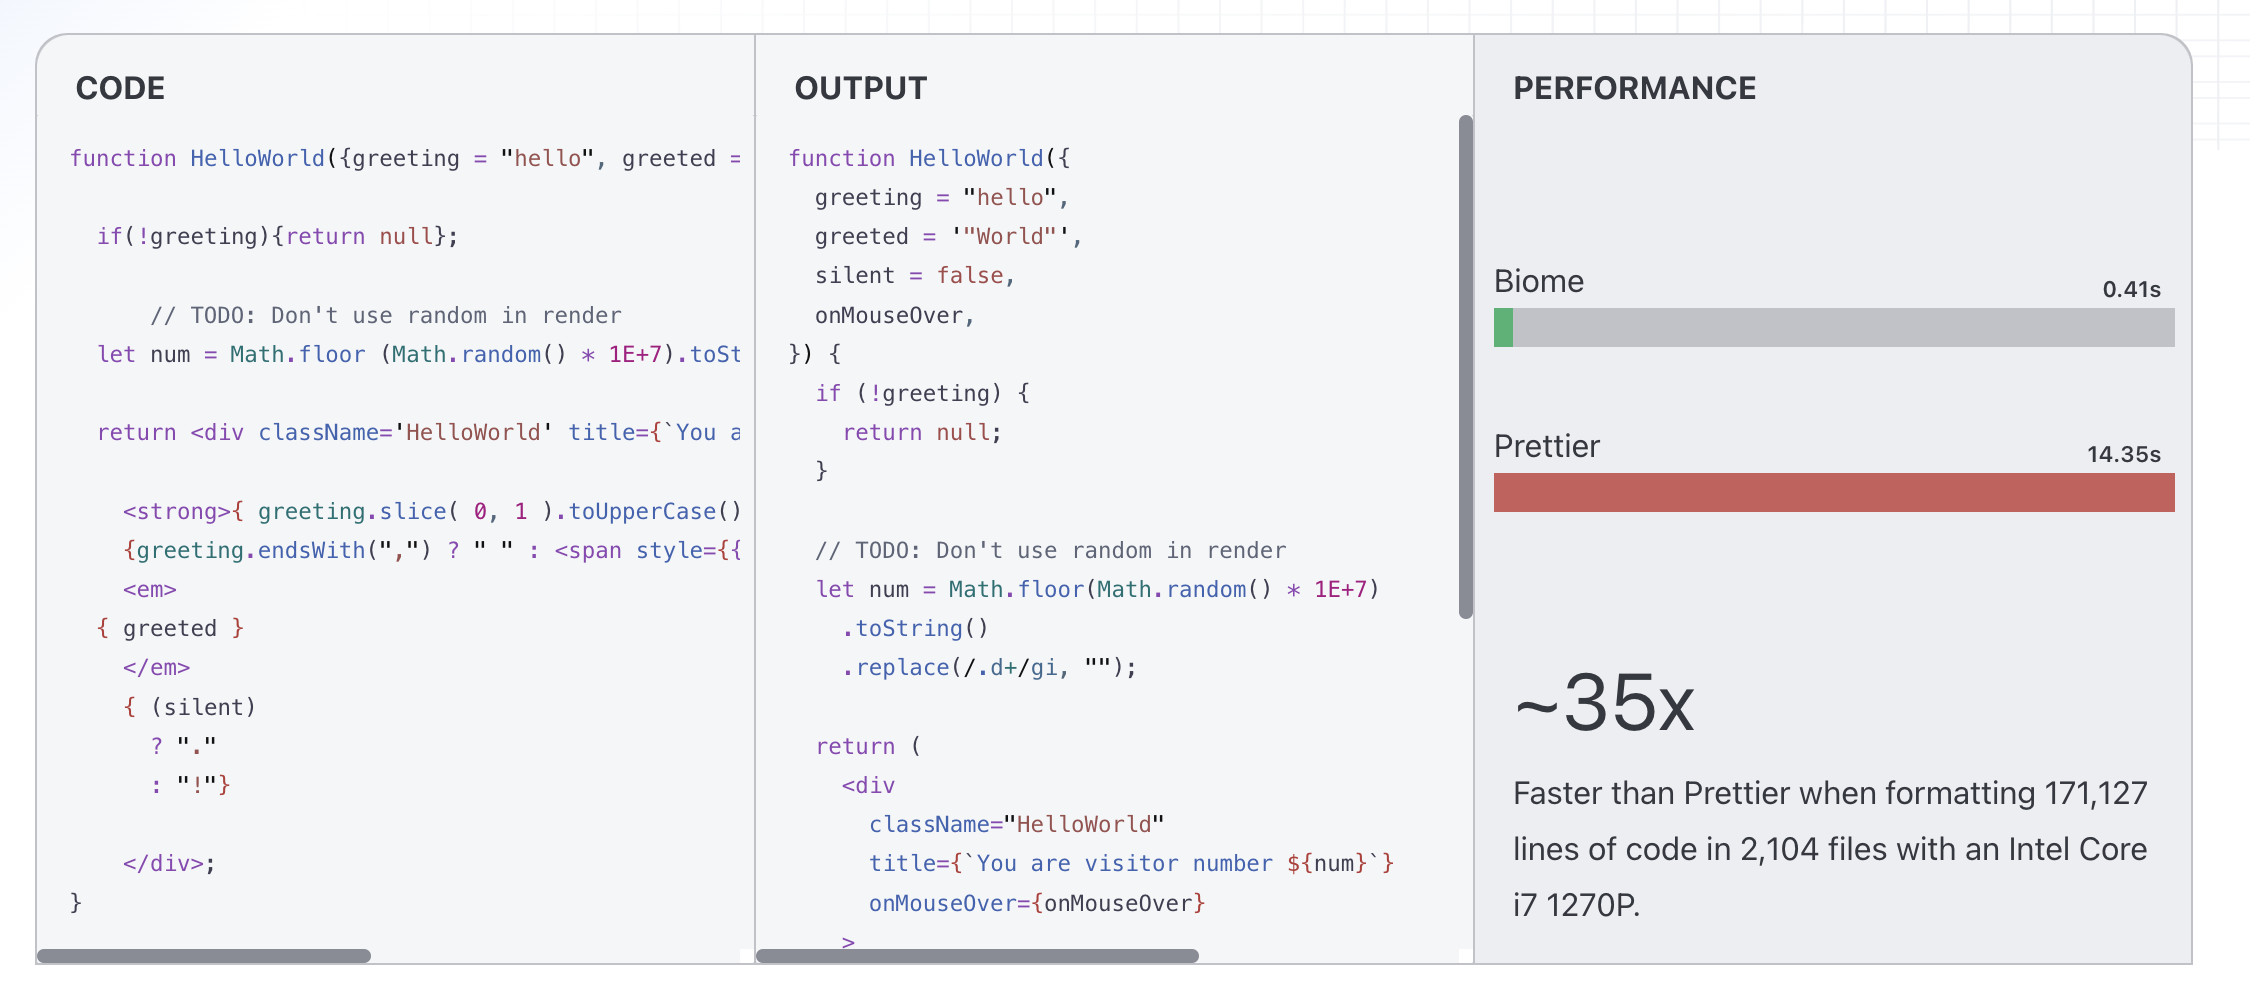 CODE
function HelloWorld({greeting = "hello", greeted =
if(!greeting){return null};
// TODO: Don't use random in render
let num = Math.floor (Math.random() * 1E+7).toSt
return <div className='HelloWorld' title={`You a
<strong>{ greeting.slice( 0, 1 ).toUpperCase()
{greeting.endsWith(",") ? " " : <span style={{
<em>
{ greeted }
</em>
{ (silent)
? "."
: "!"}
</div>;
}
OUTPUT
function HelloWorld({
greeting = "hello",
greeted = '"World"',
silent = false,
onMouseOver,
}) {
if (!greeting) {
return null;
}
// TODO: Don't use random in render
let num = Math.floor(Math.random() * 1E+7)
.toString()
.replace(/.d+/gi, "");
return (
<div
className="HelloWorld"
title={`You are visitor number ${num}`}
onMouseOver={onMouseOver}
>
PERFORMANCE
Biome 0.41s
Prettier 14.35s
~35x
Faster than Prettier when formatting 171,127
lines of code in 2,104 files with an Intel Core
i7 1270P.